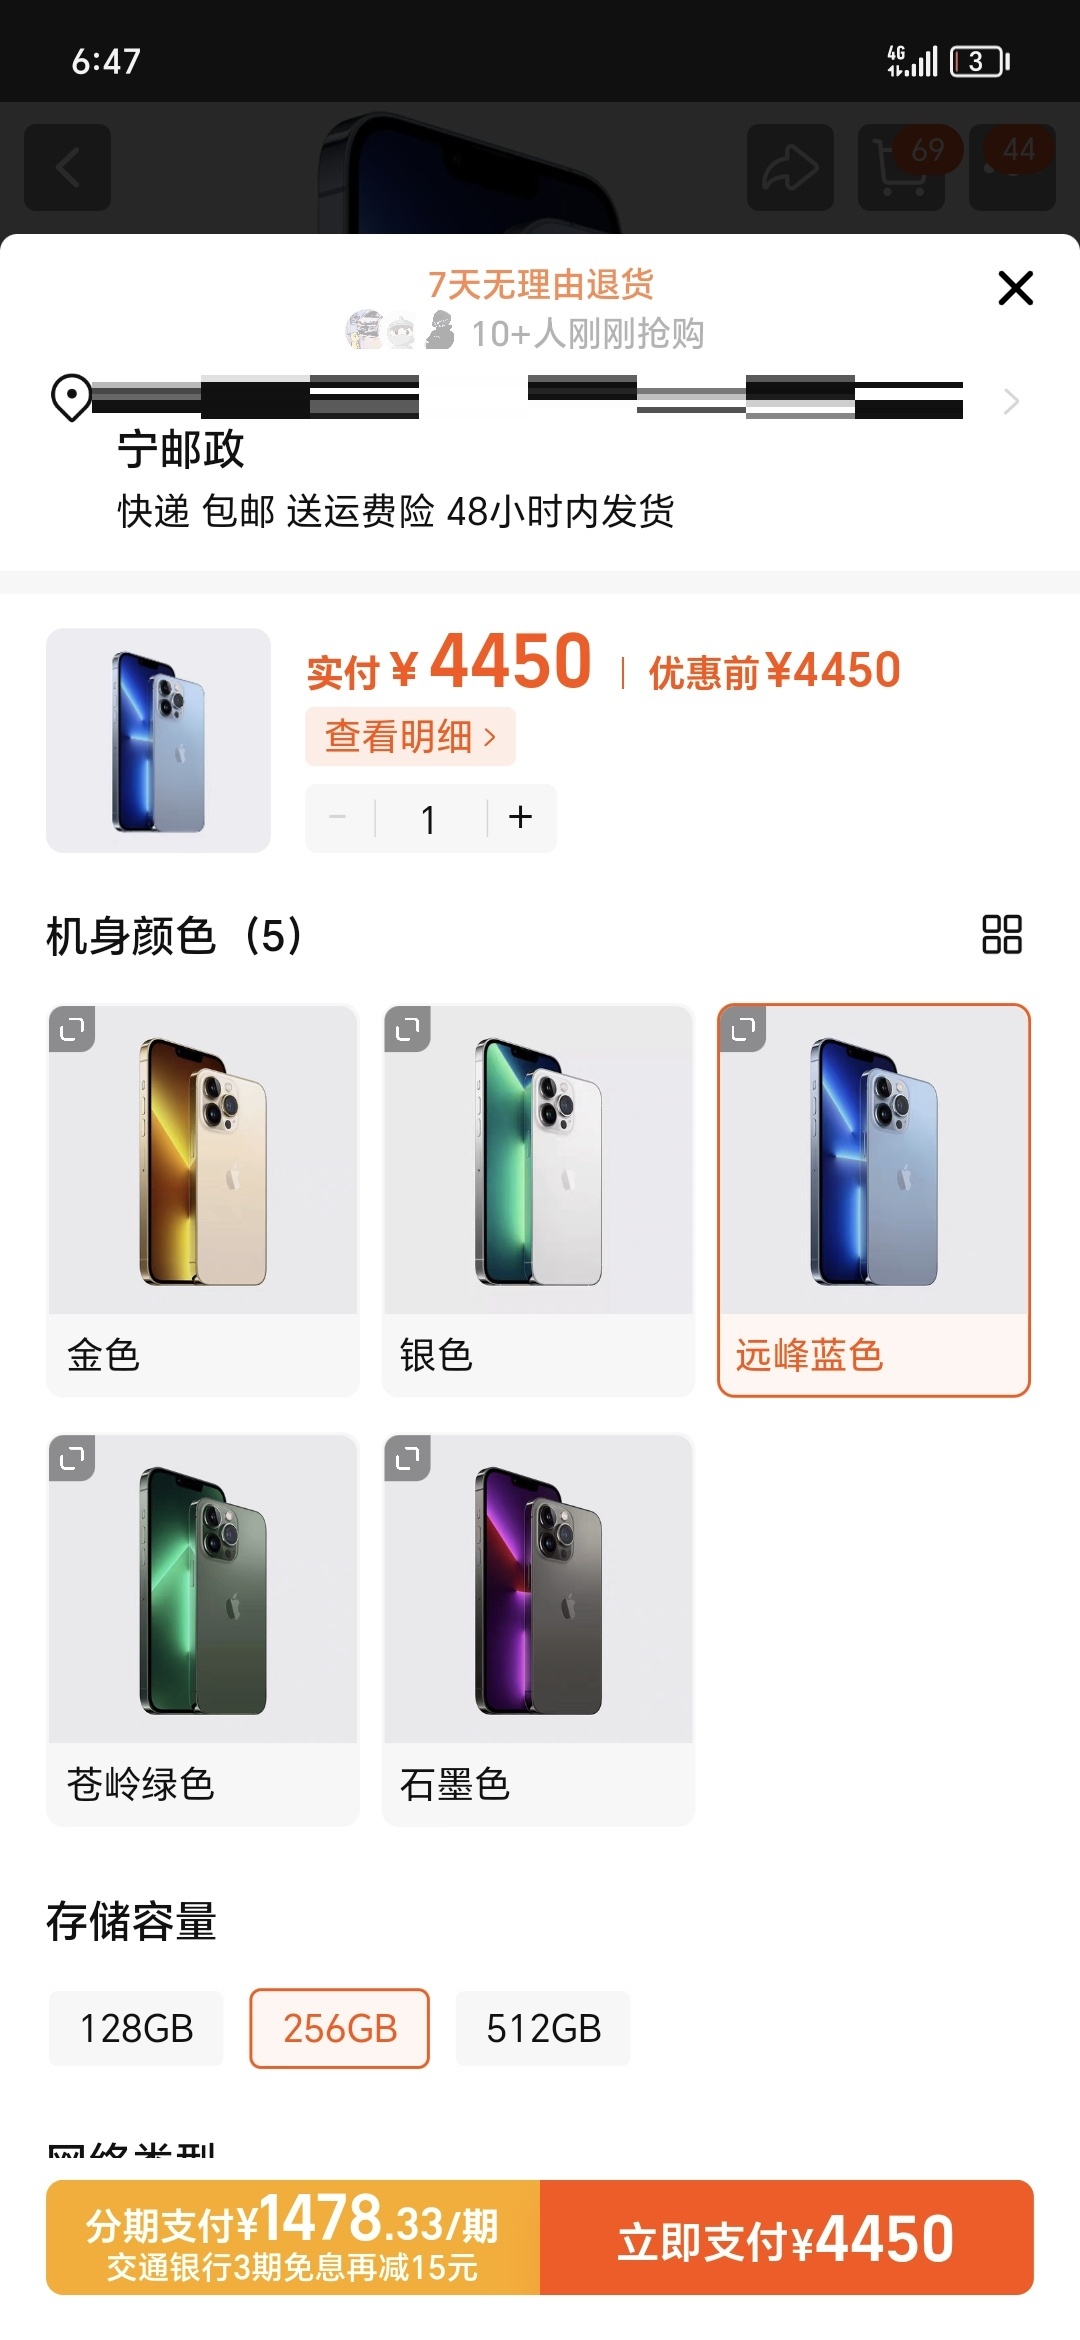 6:47
4G
3
69
44
7天无理由退货
10+人刚刚抢购
宁邮政
快递 包邮 送运费险 48小时内发货
实付¥4450 | 优惠前¥4450
查看明细 >
1
机身颜色（5）
金色
银色
远峰蓝色
苍岭绿色
石墨色
存储容量
128GB
256GB
512GB
网络类型
分期支付¥1478.33/期
立即支付¥4450
交通银行3期免息再减15元